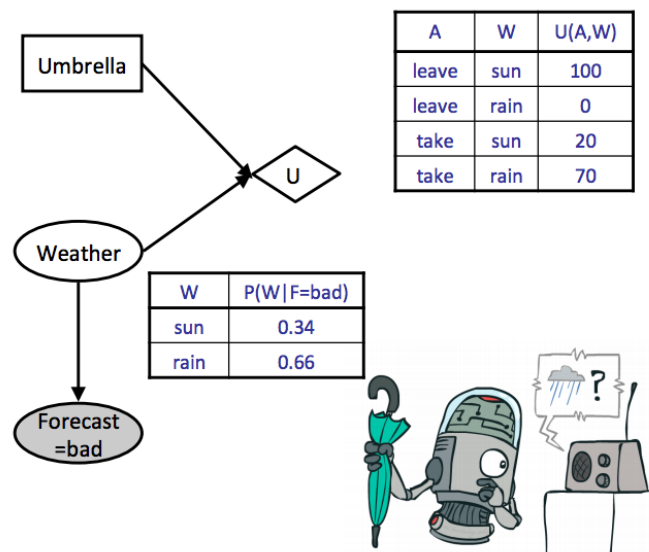 Umbrella
A W U(A,W)
leave sun 100
leave rain 0
take sun 20
take rain 70
U
Weather
W P(W|F=bad)
sun 0.34
rain 0.66
Forecast
=bad
?